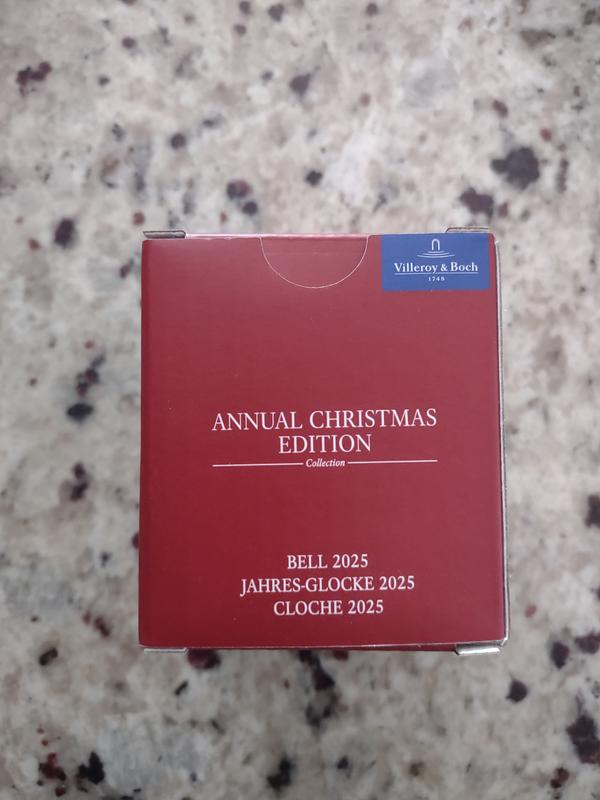 Villeroy & Boch
1748
ANNUAL CHRISTMAS
EDITION
Collection
BELL 2025
JAHRES-GLOCKE 2025
CLOCHE 2025